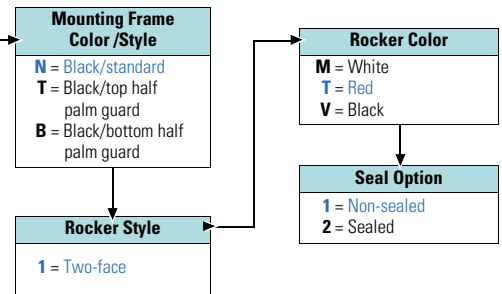 Mounting Frame
Color /Style
N = Black/standard
T = Black/top half
palm guard
B = Black/bottom half
palm guard
Rocker Style
1 = Two-face
Rocker Color
M = White
T = Red
V = Black
Seal Option
1 = Non-sealed
2 = Sealed